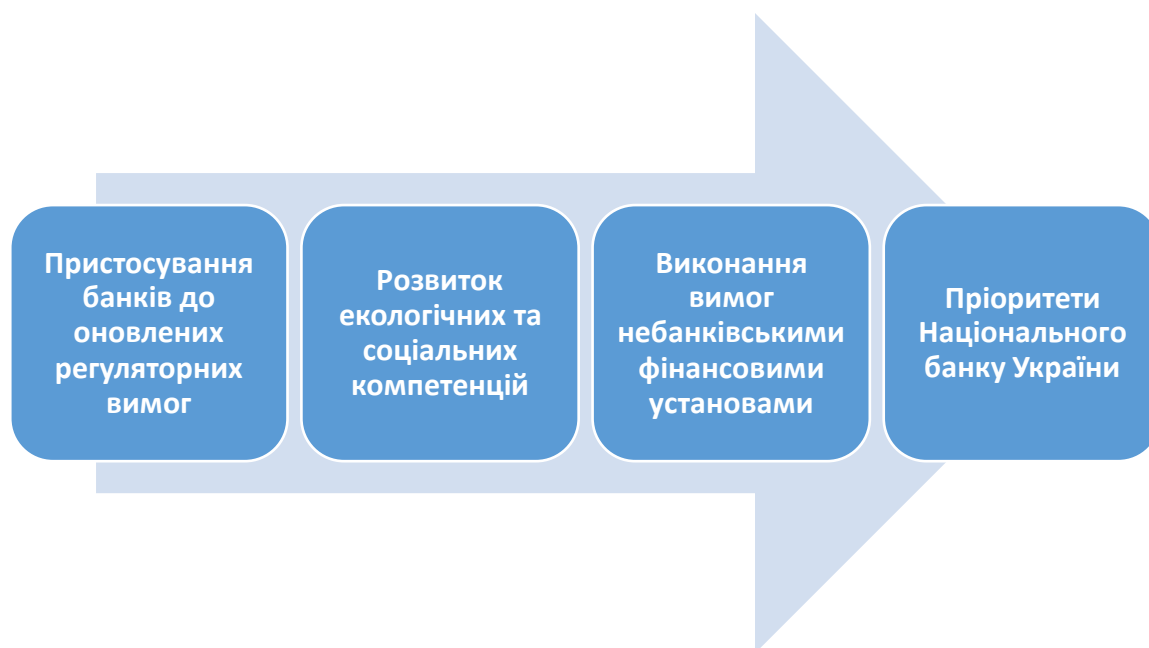 Пристосування
банків до
оновлених
регуляторних
вимог
Розвиток
екологічних та
соціальних
компетенцій
Виконання
вимог
небанківськими
фінансовими
установами
Пріоритети
Національного
банку України